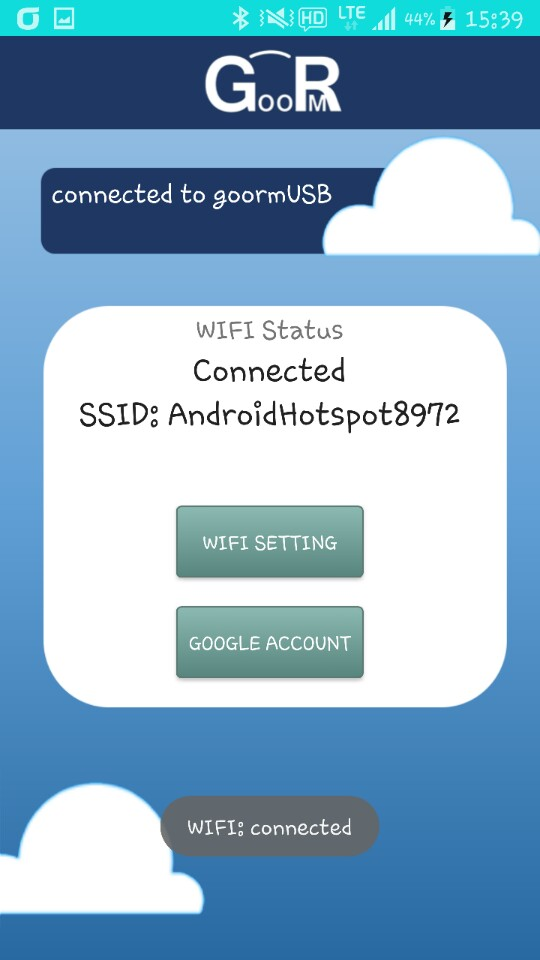 HD LTE 44% 15:39
GooRM
connected to goormUSB
WIFI Status
Connected
SSID: AndroidHotspot8972
WIFI SETTING
GOOGLE ACCOUNT
WIFI: connected